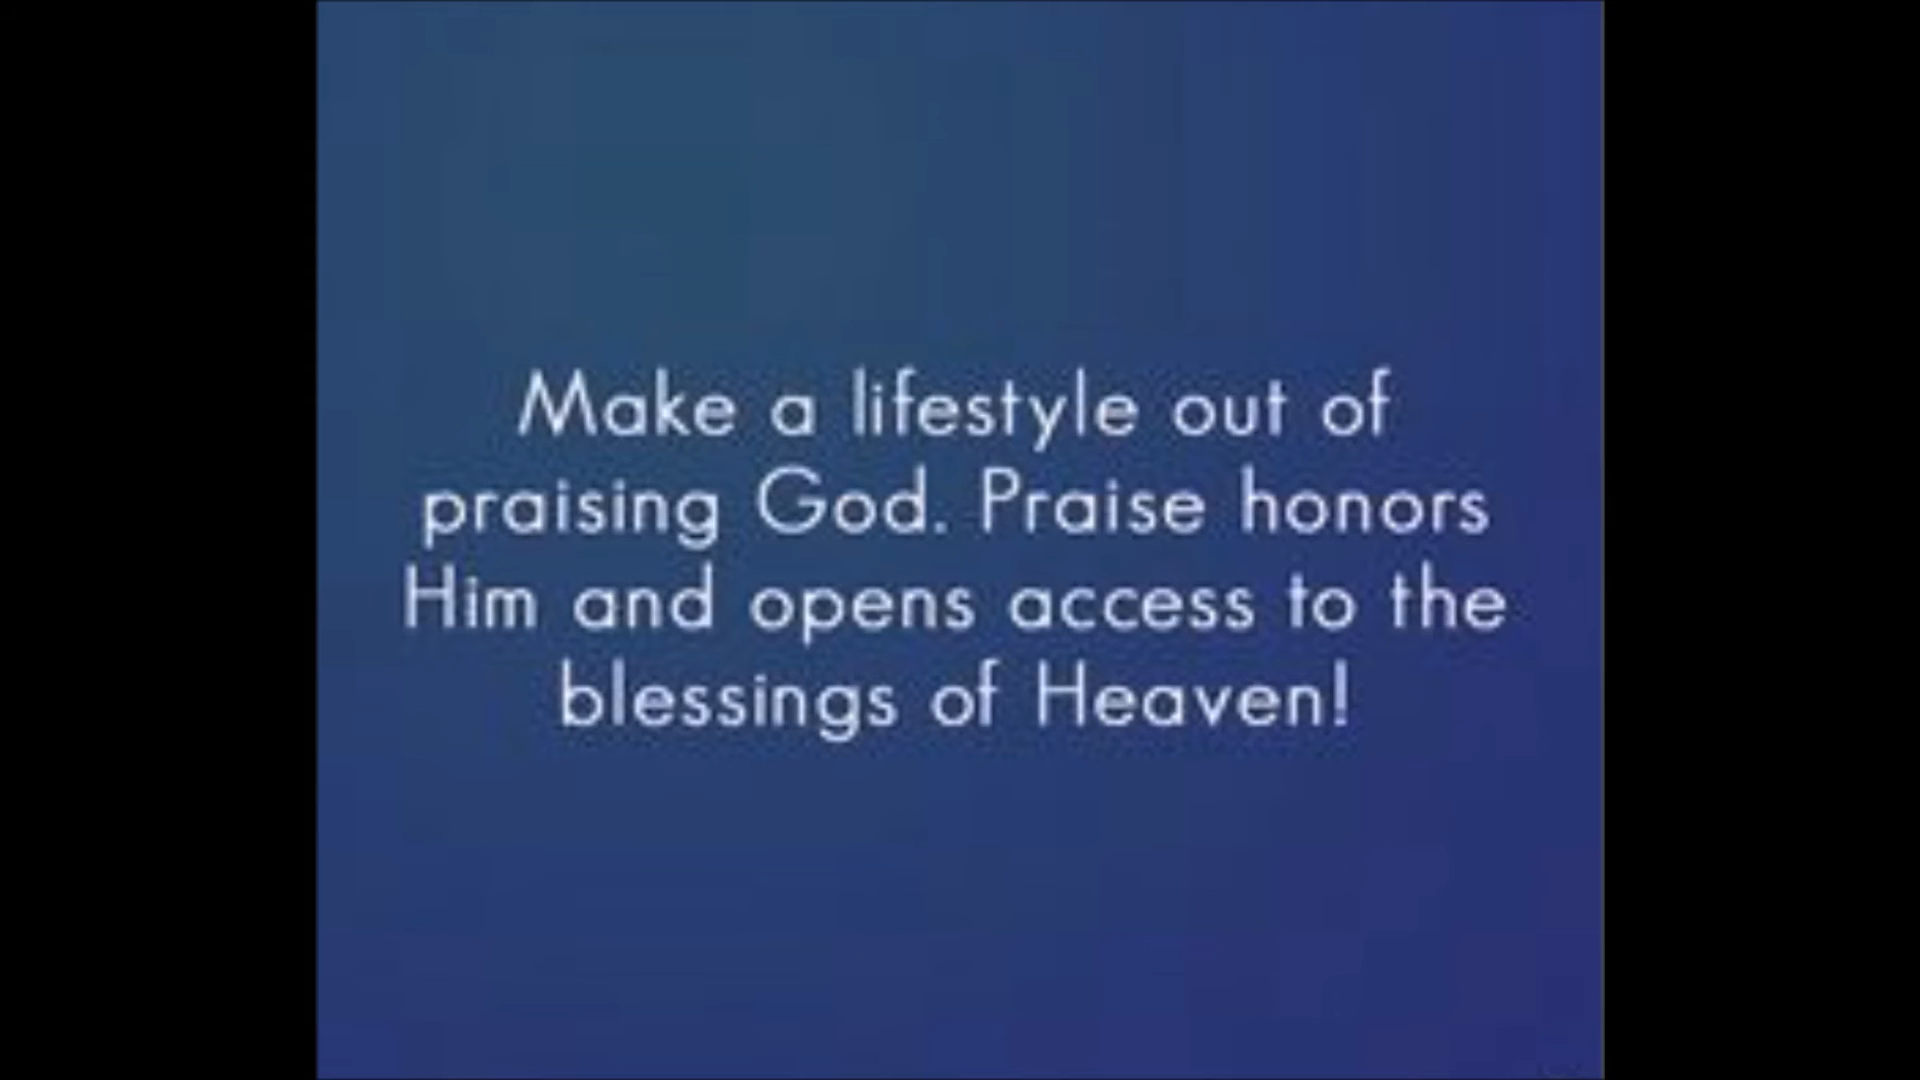 Make a lifestyle out of
praising God. Praise honors
Him and opens access to the
blessings of Heaven!